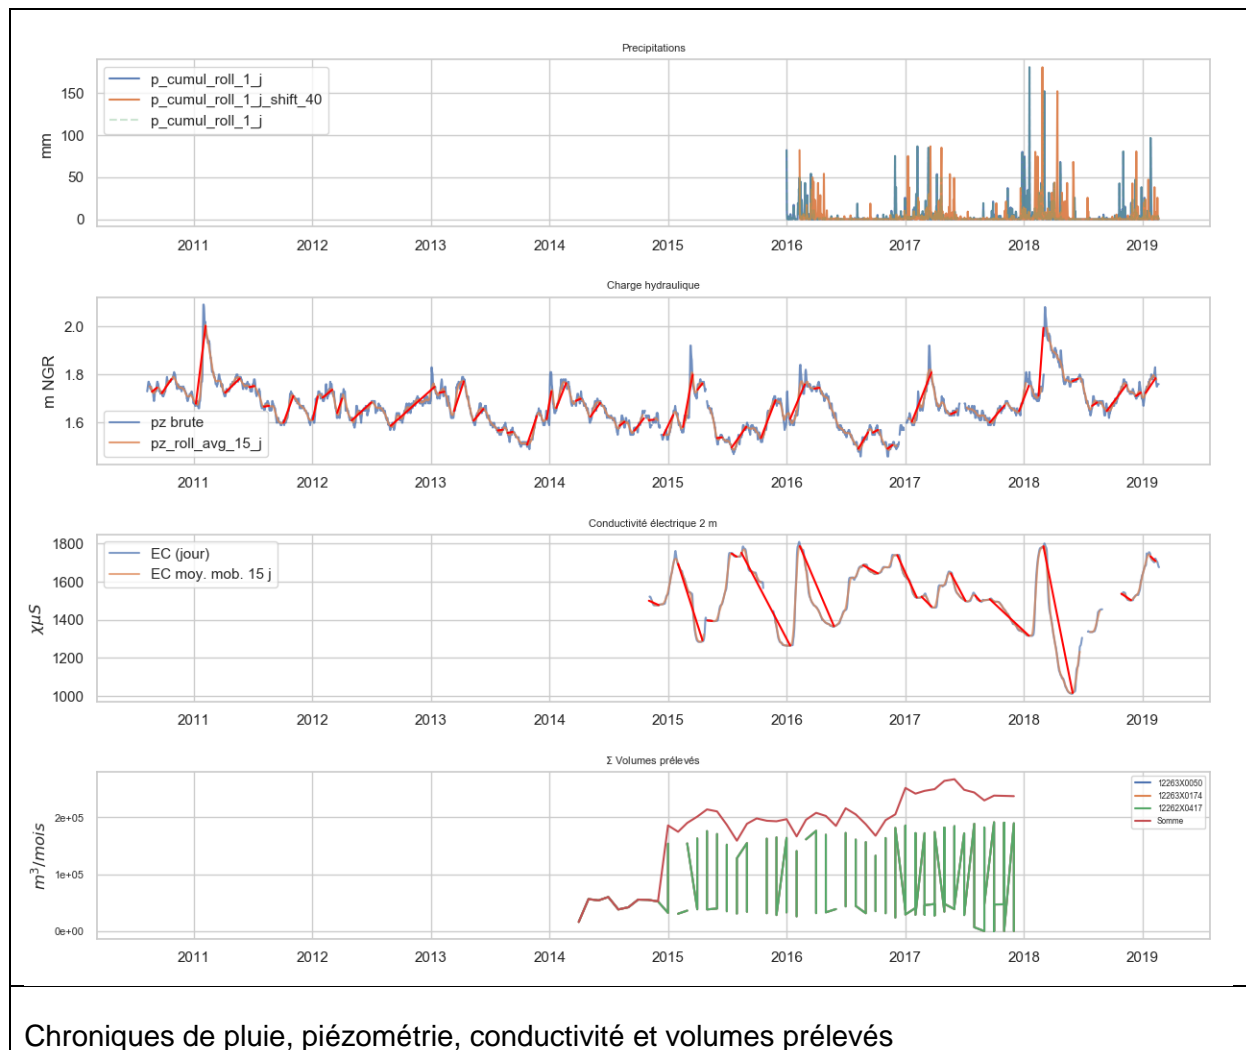 Precipitations
p_cumul_roll_1_j
p_cumul_roll_1_j_shift_40
p_cumul_roll_1_j
mm
150
100
50
0
2011 2012 2013 2014 2015 2016 2017 2018 2019
Charge hydraulique
m NGR
2.0
1.8
1.6
pz brute
pz_roll_avg_15_j
2011 2012 2013 2014 2015 2016 2017 2018 2019
Conductivité électrique 2 m
EC (jour)
EC moy. mob. 15 j
χµS
1800
1600
1400
1200
1000
2011 2012 2013 2014 2015 2016 2017 2018 2019
Σ Volumes prélevés
12263X0050
12263X0174
12262X0417
Somme
m³/mois
2e+05
1e+05
0e+00
2011 2012 2013 2014 2015 2016 2017 2018 2019
Chroniques de pluie, piézométrie, conductivité et volumes prélevés